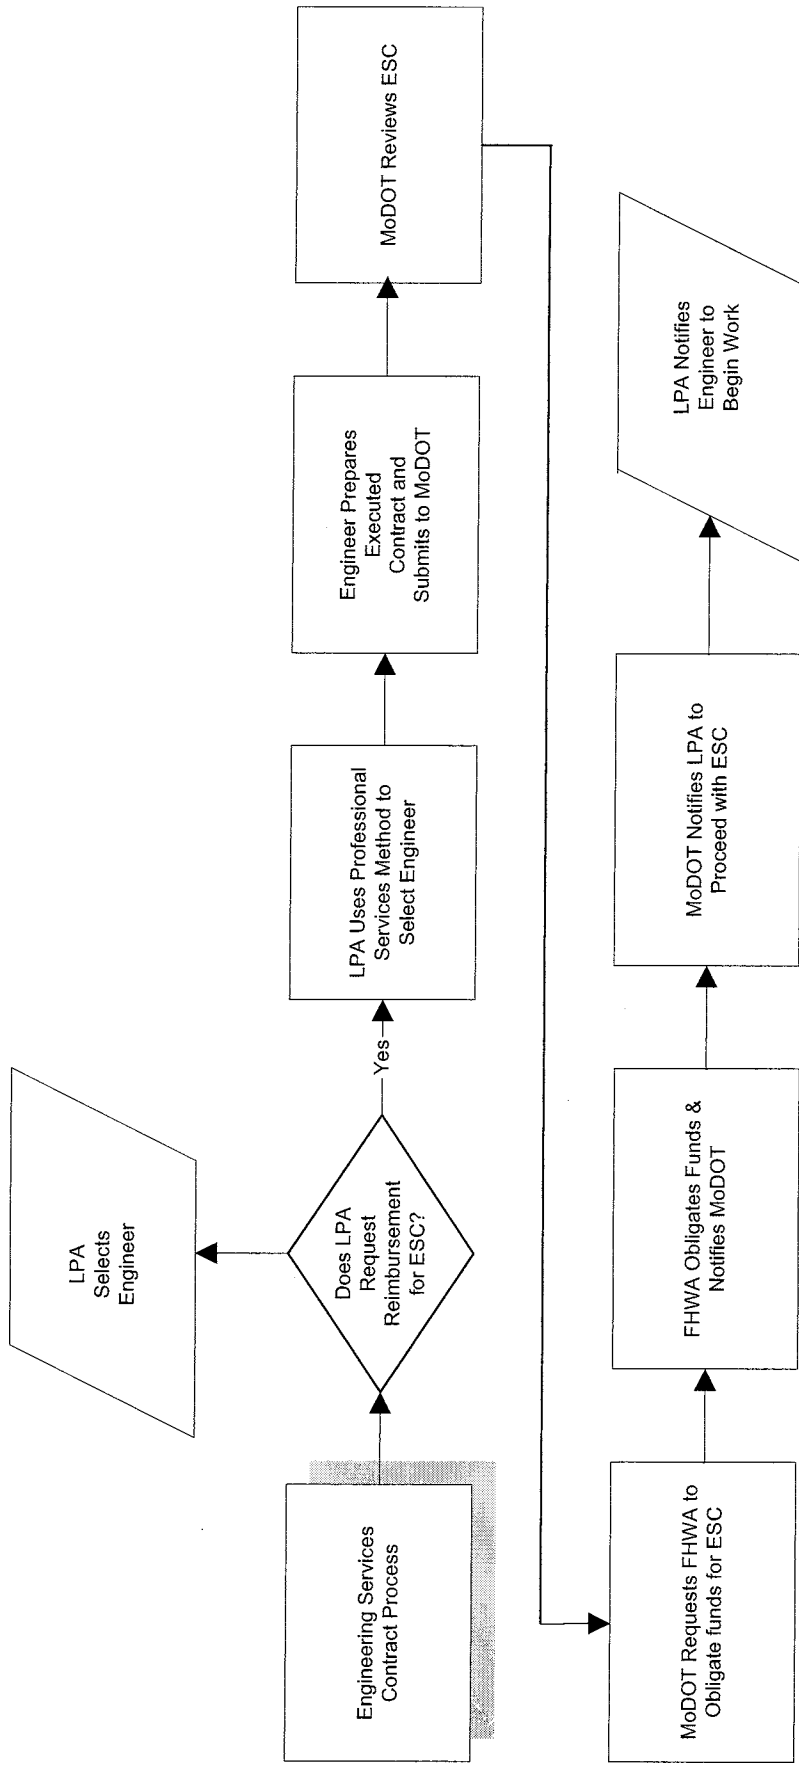 Engineering Services
Contract Process
Does LPA
Request
Reimbursement
for ESC?
LPA
Selects
Engineer
Yes
LPA Uses Professional
Services Method to
Select Engineer
Engineer Prepares
Executed
Contract and
Submits to MoDOT
MoDOT Reviews ESC
MoDOT Requests FHWA to
Obligate funds for ESC
FHWA Obligates Funds &
Notifies MoDOT
MoDOT Notifies LPA to
Proceed with ESC
LPA Notifies
Engineer to
Begin Work